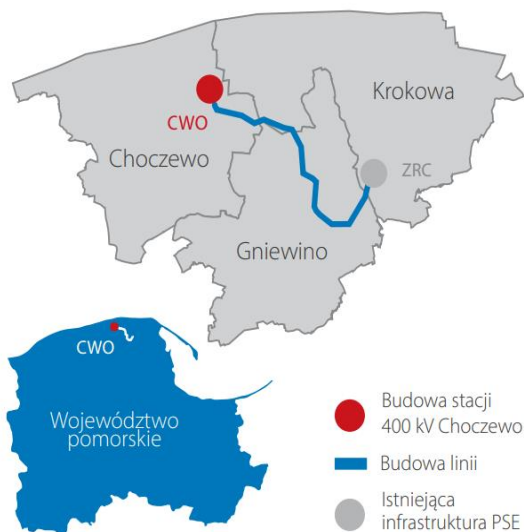 Krokowa
CWO
ZRC
Choczewo
Gniewino
CWO
Województwo
pomorskie
Budowa stacji
400 kV Choczewo
Budowa linii
Istniejąca
infrastruktura PSE